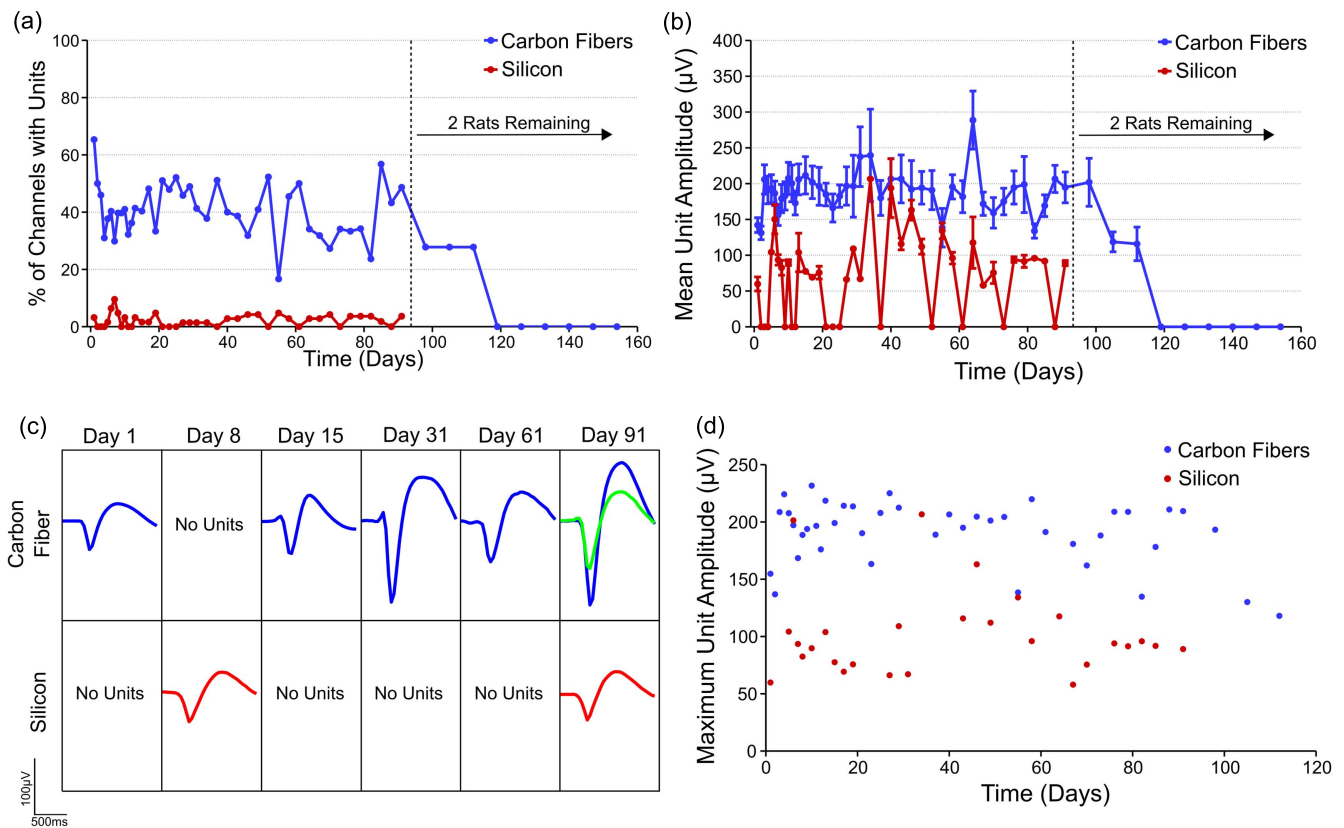 (a)
% of Channels with Units
100
80
60
40
20
0
Carbon Fibers
Silicon
2 Rats Remaining
0 20 40 60 80 100 120 140 160
Time (Days)
(b)
Mean Unit Amplitude (µV)
400
350
300
250
200
150
100
50
0
Carbon Fibers
Silicon
2 Rats Remaining
0 20 40 60 80 100 120 140 160
Time (Days)
(c)
Day 1 Day 8 Day 15 Day 31 Day 61 Day 91
Carbon
Fiber
No Units
Silicon
No Units No Units No Units No Units
100µV
500ms
(d)
Maximum Unit Amplitude (µV)
250
200
150
100
50
0
Carbon Fibers
Silicon
0 20 40 60 80 100 120
Time (Days)